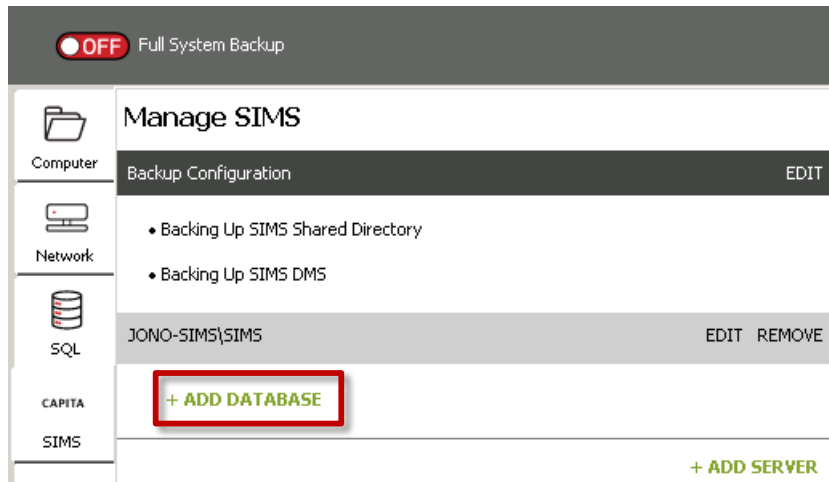 OFF Full System Backup
Computer
Network
SQL
CAPITA
SIMS
Manage SIMS
Backup Configuration EDIT
• Backing Up SIMS Shared Directory
• Backing Up SIMS DMS
JONO-SIMS\SIMS EDIT REMOVE
+ ADD DATABASE
+ ADD SERVER